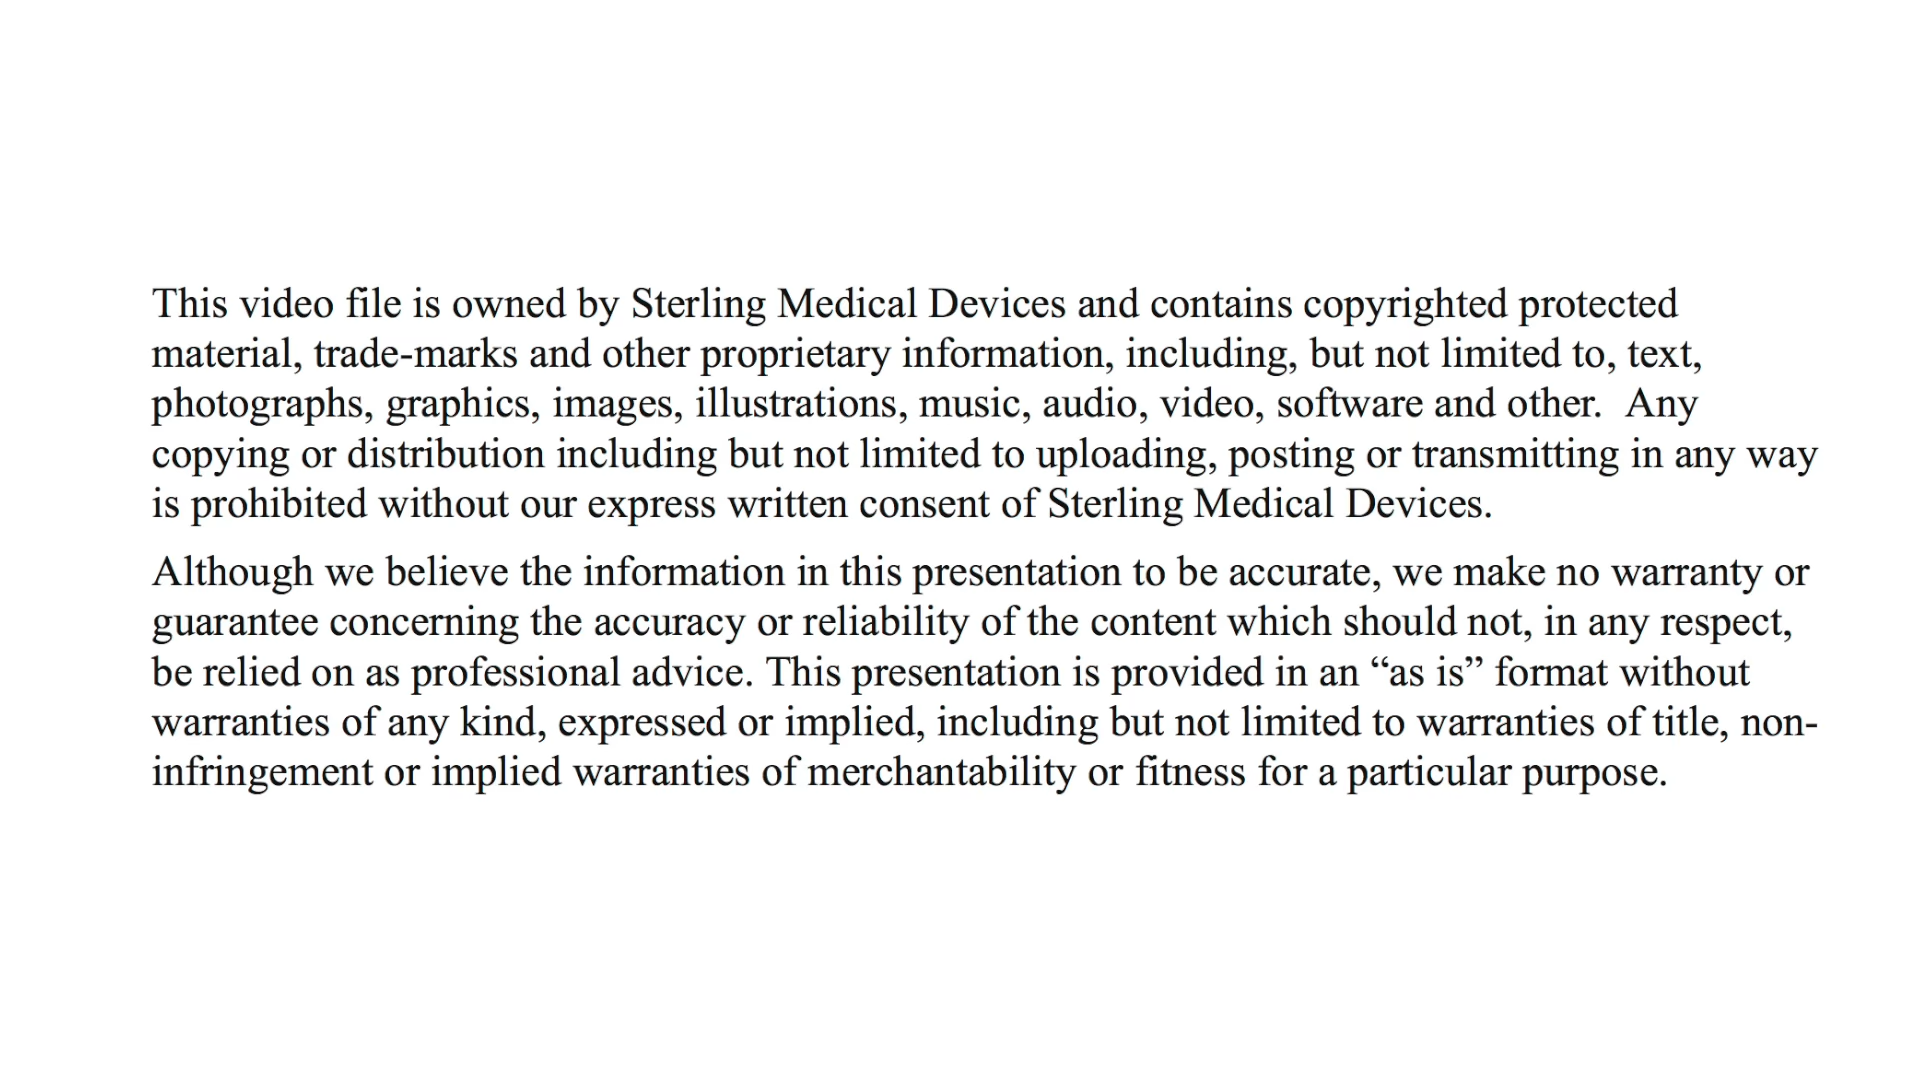 This video file is owned by Sterling Medical Devices and contains copyrighted protected
material, trade-marks and other proprietary information, including, but not limited to, text,
photographs, graphics, images, illustrations, music, audio, video, software and other.  Any
copying or distribution including but not limited to uploading, posting or transmitting in any way
is prohibited without our express written consent of Sterling Medical Devices.
Although we believe the information in this presentation to be accurate, we make no warranty or
guarantee concerning the accuracy or reliability of the content which should not, in any respect,
be relied on as professional advice. This presentation is provided in an “as is” format without
warranties of any kind, expressed or implied, including but not limited to warranties of title, non-
infringement or implied warranties of merchantability or fitness for a particular purpose.